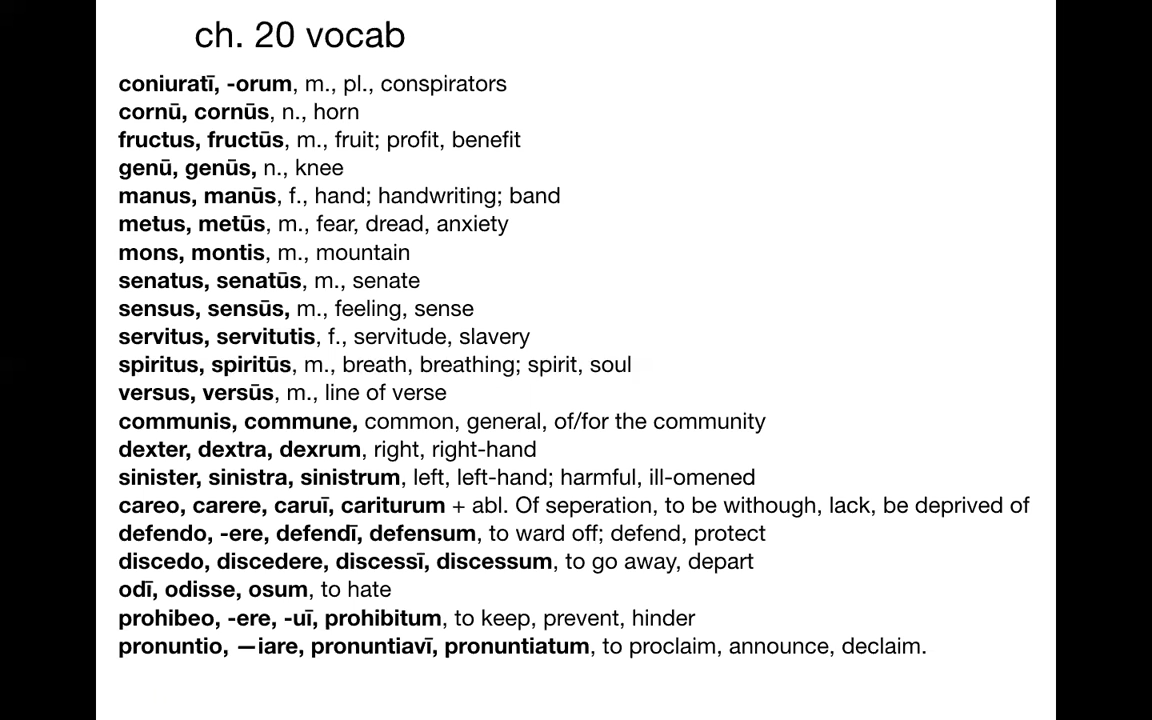 ch. 20 vocab
coniuratī, -orum, m., pl., conspirators
cornū, cornūs, n., horn
fructus, fructūs, m., fruit; profit, benefit
genū, genūs, n., knee
manus, manūs, f., hand; handwriting; band
metus, metūs, m., fear, dread, anxiety
mons, montis, m., mountain
senatus, senatūs, m., senate
sensus, sensūs, m., feeling, sense
servitus, servitutis, f., servitude, slavery
spiritus, spiritūs, m., breath, breathing; spirit, soul
versus, versūs, m., line of verse
communis, commune, common, general, of/for the community
dexter, dextra, dexrum, right, right-hand
sinister, sinistra, sinistrum, left, left-hand; harmful, ill-omened
careo, carere, caruī, cariturum + abl. Of seperation, to be withough, lack, be deprived of
defendo, -ere, defendī, defensum, to ward off; defend, protect
discedo, discedere, discessī, discessum, to go away, depart
odī, odisse, osum, to hate
prohibeo, -ere, -uī, prohibitum, to keep, prevent, hinder
pronuntio, —iare, pronuntiavī, pronuntiatum, to proclaim, announce, declaim.